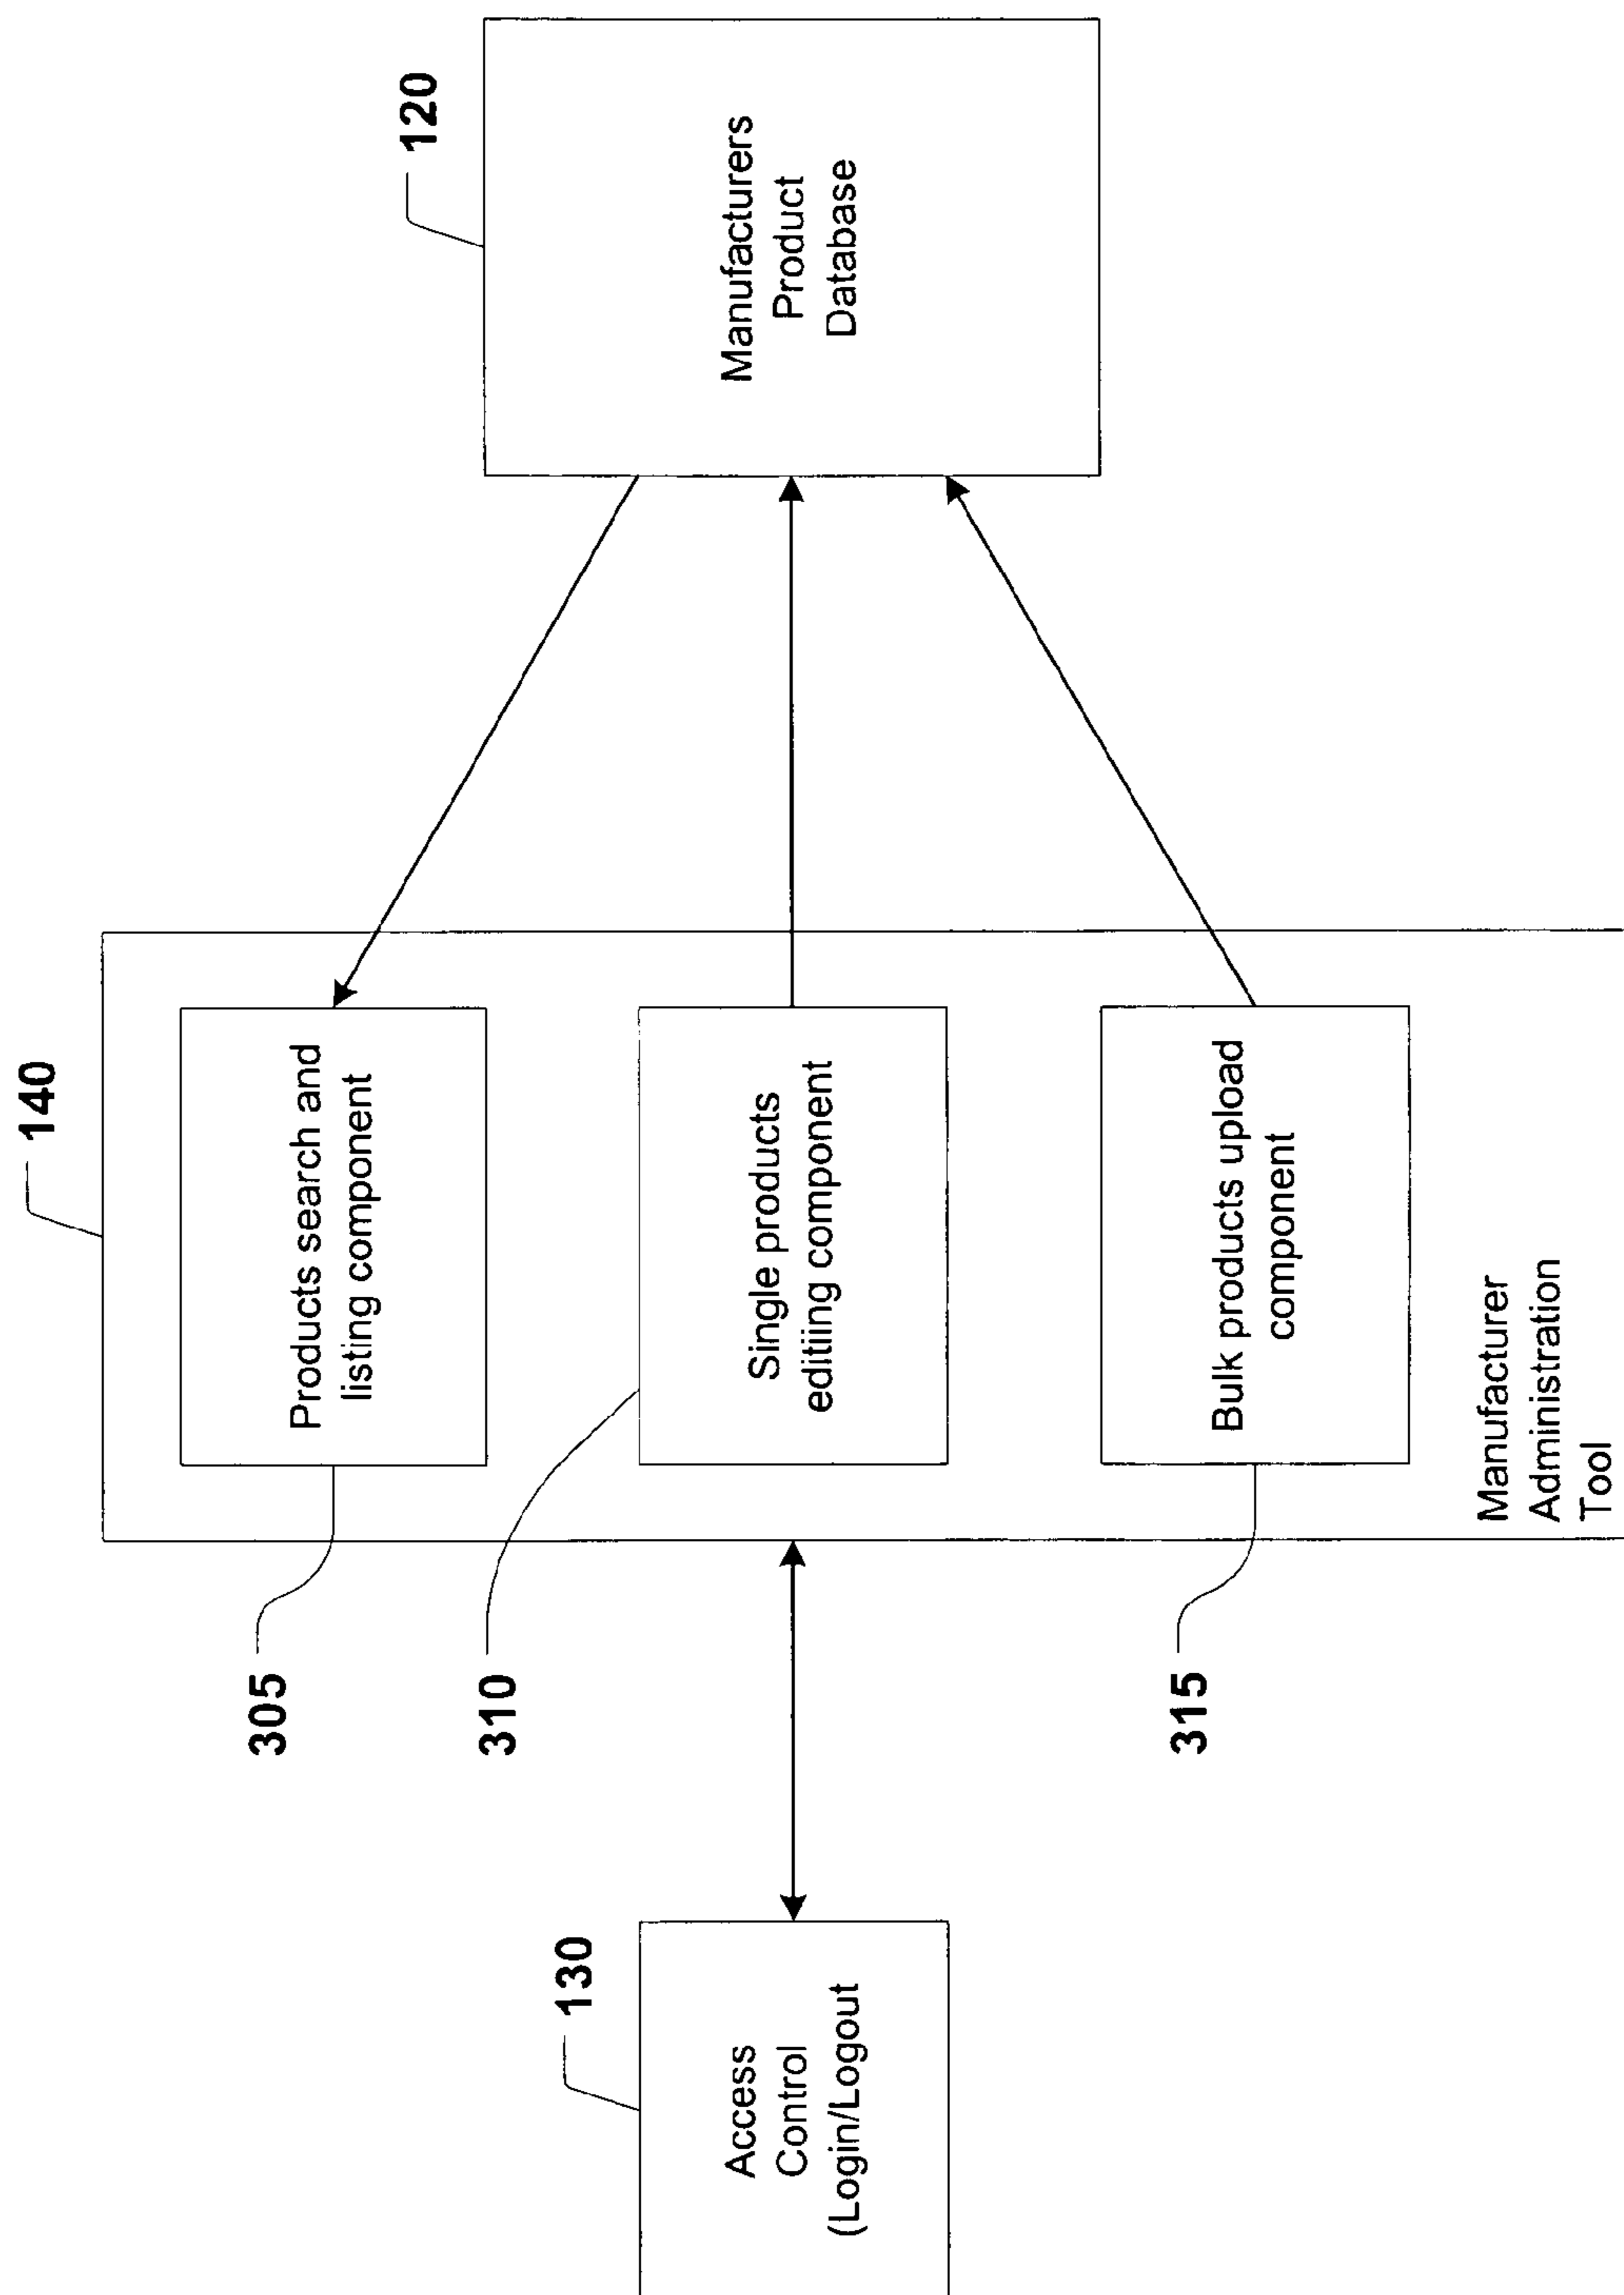 140
120
Products search and
listing component
Manufacturers
Product
Database
305
130
310
Single products
editiing component
Access
Control
(Login/Logout
315
Bulk products upload
component
Manufacturer
Administration
Tool